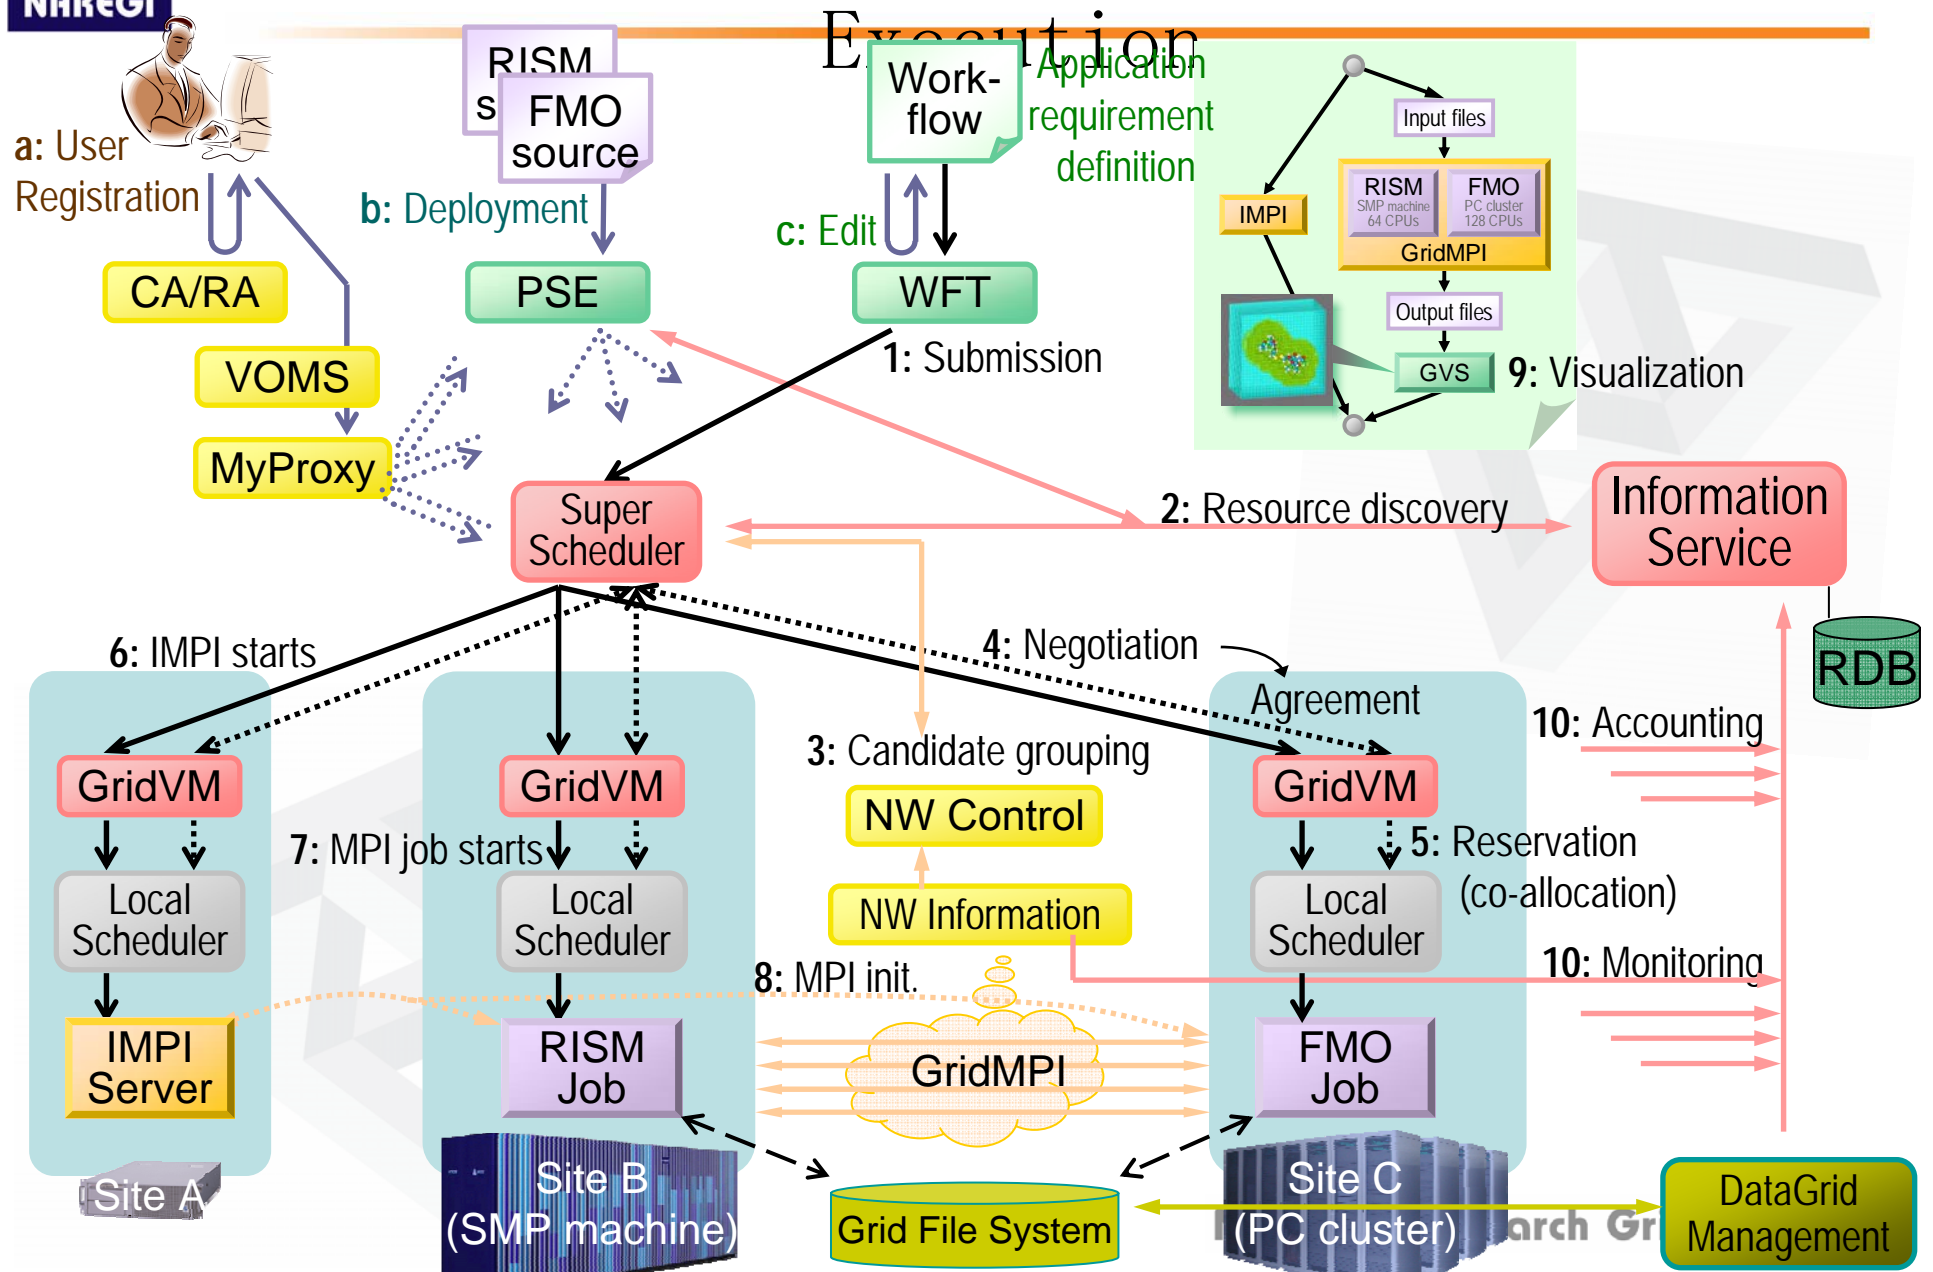 NAREGI
Execution
RISM
s
FMO
source
Work-
flow
Application
requirement
definition
a: User
Registration
b: Deployment
c: Edit
CA/RA
PSE
WFT
VOMS
MyProxy
1: Submission
Input files
RISM
SMP machine
64 CPUs
FMO
PC cluster
128 CPUs
GridMPI
IMPI
Output files
GVS
9: Visualization
Super
Scheduler
2: Resource discovery
Information
Service
RDB
6: IMPI starts
4: Negotiation
Agreement
10: Accounting
3: Candidate grouping
GridVM
GridVM
GridVM
NW Control
7: MPI job starts
5: Reservation
(co-allocation)
Local
Scheduler
Local
Scheduler
NW Information
Local
Scheduler
8: MPI init.
10: Monitoring
IMPI
Server
RISM
Job
GridMPI
FMO
Job
Site A
Site B
(SMP machine)
Grid File System
Site C
(PC cluster)
arch Gri
DataGrid
Management